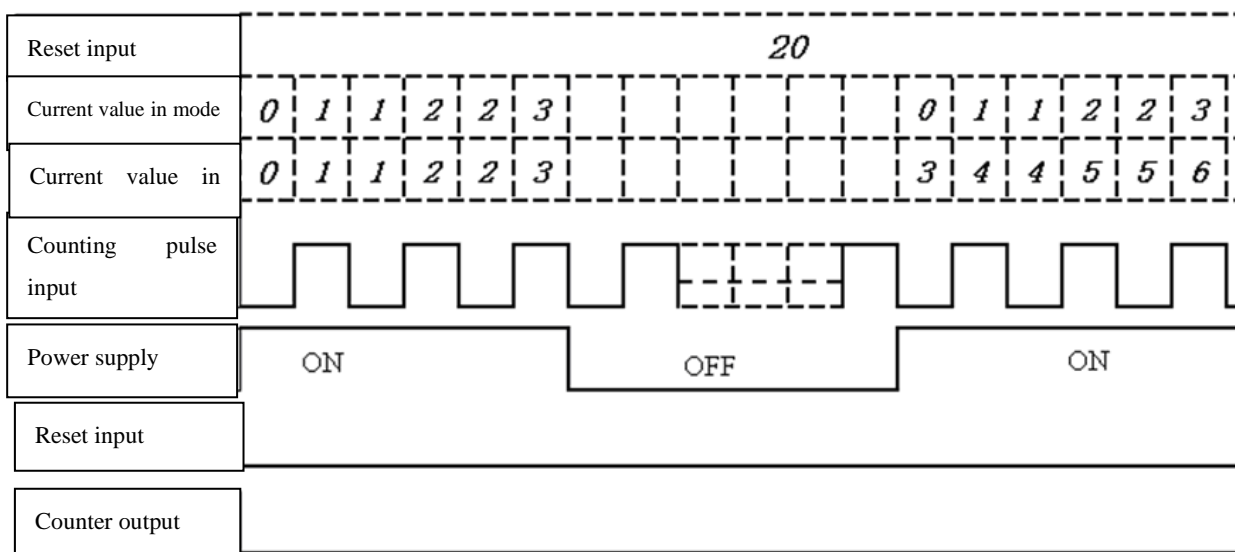 Reset input
20
Current value in mode 0 1 1 2 2 3 0 1 1 2 2 3
Current value in 0 1 1 2 2 3 3 4 4 5 5 6
Counting pulse
input
Power supply ON OFF ON
Reset input
Counter output